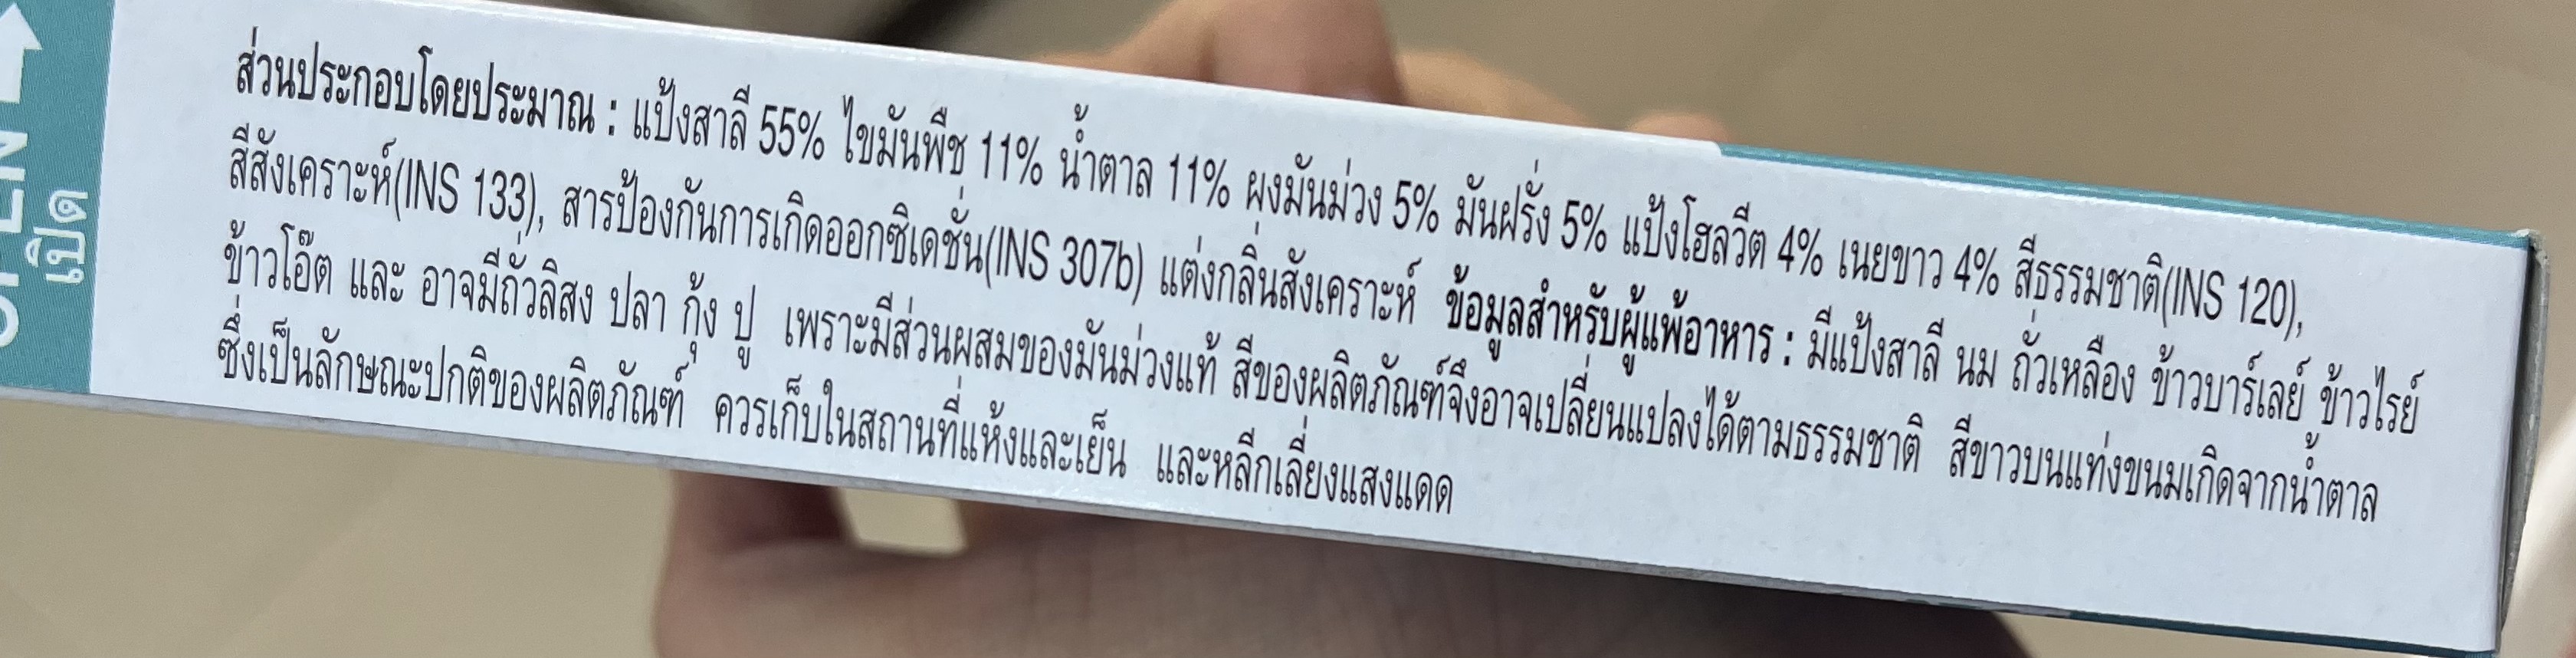 OPEN
เปิด
ส่วนประกอบโดยประมาณ : แป้งสาลี 55% ไขมันพืช 11% น้ำตาล 11% ผงมันม่วง 5% มันฝรั่ง 5% แป้งโฮลวีต 4% เนยขาว 4% สีธรรมชาติ(INS 120),
สีสังเคราะห์(INS 133), สารป้องกันการเกิดออกซิเดชั่น(INS 307b) แต่งกลิ่นสังเคราะห์ ข้อมูลสำหรับผู้แพ้อาหาร : มีแป้งสาลี นม ถั่วเหลือง ข้าวบาร์เลย์ ข้าวไรย์
ข้าวโอ๊ต และ อาจมีถั่วลิสง ปลา กุ้ง ปู เพราะมีส่วนผสมของมันม่วงแท้ สีของผลิตภัณฑ์จึงอาจเปลี่ยนแปลงได้ตามธรรมชาติ สีขาวบนแท่งขนมเกิดจากน้ำตาล
ซึ่งเป็นลักษณะปกติของผลิตภัณฑ์ ควรเก็บในสถานที่แห้งและเย็น และหลีกเลี่ยงแสงแดด